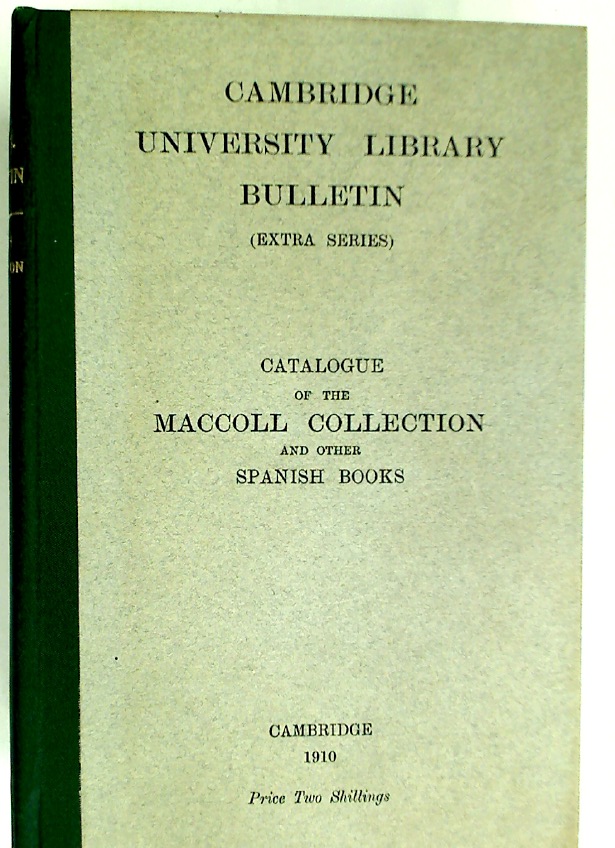 CAMBRIDGE
UNIVERSITY LIBRARY
BULLETIN
(EXTRA SERIES)
CATALOGUE
OF THE
MACCOLL COLLECTION
AND OTHER
SPANISH BOOKS
CAMBRIDGE
1910
Price Two Shillings